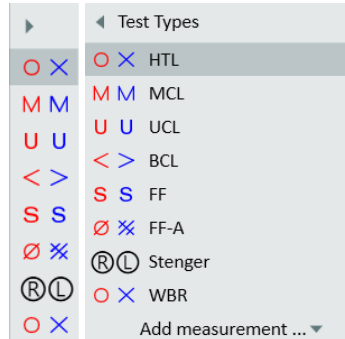 Test Types
O X HTL
M M MCL
U U UCL
< > BCL
S S FF
FF-A
R L Stenger
O X WBR
Add measurement ...
O X
M M
U U
< >
S S
R L
O X